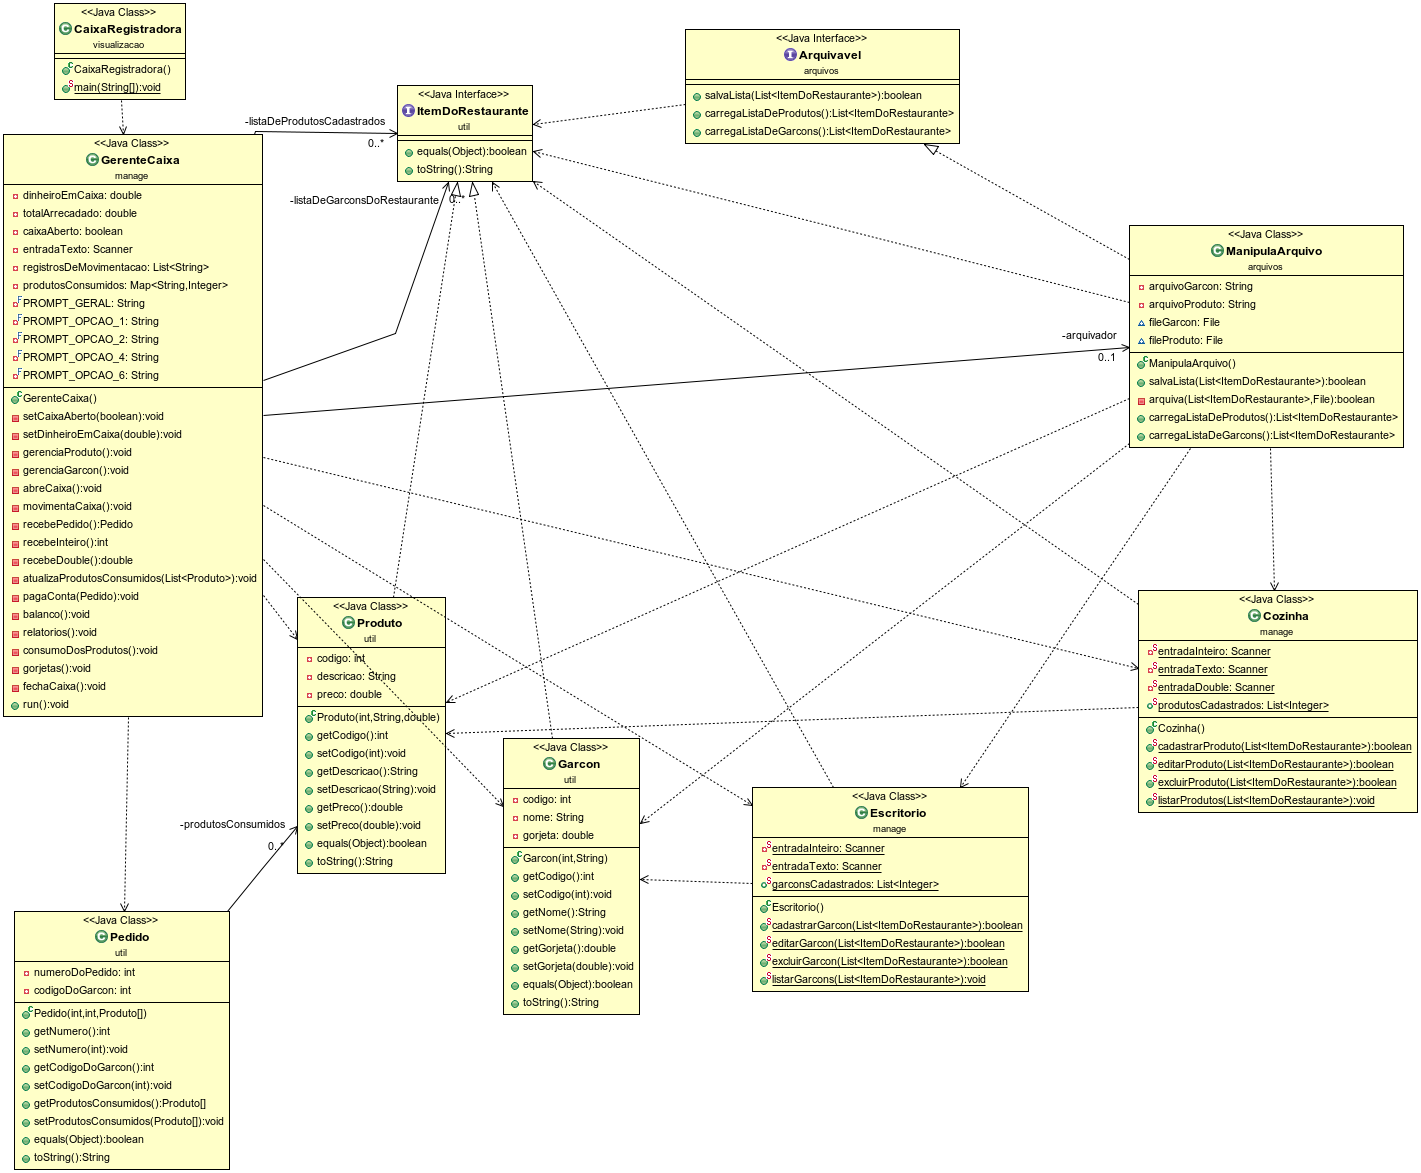 <<Java Class>>
CaixaRegistradora
visualizacao
CaixaRegistradora()
main(String[]):void
<<Java Interface>>
Arquivavel
arquivos
salvaLista(List<ItemDoRestaurante>):boolean
carregaListaDeProdutos():List<ItemDoRestaurante>
carregaListaDeGarcons():List<ItemDoRestaurante>
<<Java Interface>>
ItemDoRestaurante
util
equals(Object):boolean
toString():String
-listaDeProdutosCadastrados
0..*
-listaDeGarconsDoRestaurante
0..*
<<Java Class>>
GerenteCaixa
manage
dinheiroEmCaixa: double
totalArrecadado: double
caixaAberto: boolean
entradaTexto: Scanner
registrosDeMovimentacao: List<String>
produtosConsumidos: Map<String,Integer>
PROMPT_GERAL: String
PROMPT_OPCAO_1: String
PROMPT_OPCAO_2: String
PROMPT_OPCAO_4: String
PROMPT_OPCAO_6: String
GerenteCaixa()
setCaixaAberto(boolean):void
setDinheiroEmCaixa(double):void
gerenciaProduto():void
gerenciaGarcon():void
abreCaixa():void
movimentaCaixa():void
recebePedido():Pedido
recebeInteiro():int
recebeDouble():double
atualizaProdutosConsumidos(List<Produto>):void
pagaConta(Pedido):void
balanco():void
relatorios():void
consumoDosProdutos():void
gorjetas():void
fechaCaixa():void
run():void
<<Java Class>>
ManipulaArquivo
arquivos
arquivoGarcon: String
arquivoProduto: String
fileGarcon: File
fileProduto: File
ManipulaArquivo()
salvaLista(List<ItemDoRestaurante>):boolean
arquiva(List<ItemDoRestaurante>,File):boolean
carregaListaDeProdutos():List<ItemDoRestaurante>
carregaListaDeGarcons():List<ItemDoRestaurante>
-arquivador
0..1
<<Java Class>>
Produto
util
codigo: int
descricao: String
preco: double
Produto(int,String,double)
getCodigo():int
setCodigo(int):void
getDescricao():String
setDescricao(String):void
getPreco():double
setPreco(double):void
equals(Object):boolean
toString():String
<<Java Class>>
Cozinha
manage
entradaInteiro: Scanner
entradaTexto: Scanner
entradaDouble: Scanner
produtosCadastrados: List<Integer>
Cozinha()
cadastrarProduto(List<ItemDoRestaurante>):boolean
editarProduto(List<ItemDoRestaurante>):boolean
excluirProduto(List<ItemDoRestaurante>):boolean
listarProdutos(List<ItemDoRestaurante>):void
<<Java Class>>
Garcon
util
codigo: int
nome: String
gorjeta: double
Garcon(int,String)
getCodigo():int
setCodigo(int):void
getNome():String
setNome(String):void
getGorjeta():double
setGorjeta(double):void
equals(Object):boolean
toString():String
<<Java Class>>
Escritorio
manage
entradaInteiro: Scanner
entradaTexto: Scanner
garconsCadastrados: List<Integer>
Escritorio()
cadastrarGarcon(List<ItemDoRestaurante>):boolean
editarGarcon(List<ItemDoRestaurante>):boolean
excluirGarcon(List<ItemDoRestaurante>):boolean
listarGarcons(List<ItemDoRestaurante>):void
-produtosConsumidos
0..*
<<Java Class>>
Pedido
util
numeroDoPedido: int
codigoDoGarcon: int
Pedido(int,int,Produto[])
getNumero():int
setNumero(int):void
getCodigoDoGarcon():int
setCodigoDoGarcon(int):void
getProdutosConsumidos():Produto[]
setProdutosConsumidos(Produto[]):void
equals(Object):boolean
toString():String